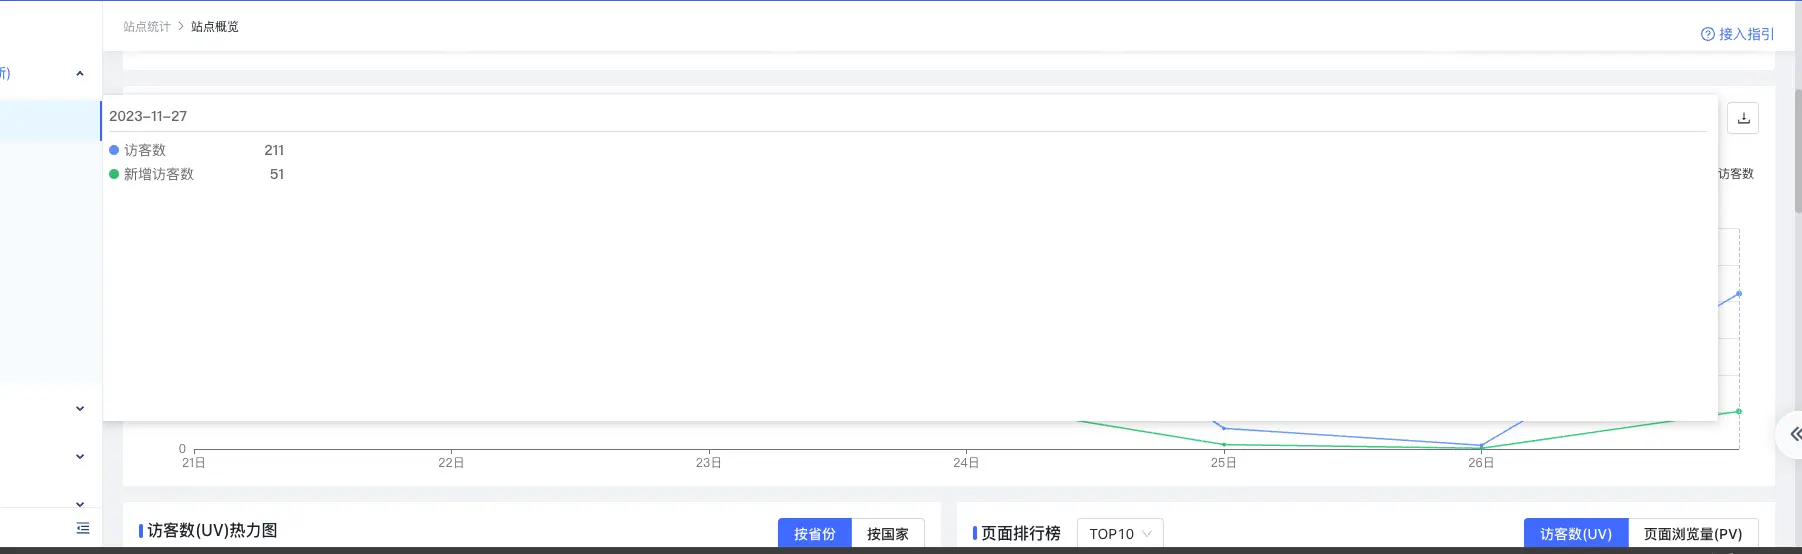 站点统计 > 站点概览
接入指引
2023-11-27
访客数 211
新增访客数 51
访客数
0
21日 22日 23日 24日 25日 26日
访客数(UV)热力图 按省份 按国家
页面排行榜 TOP10 访客数(UV) 页面浏览量(PV)